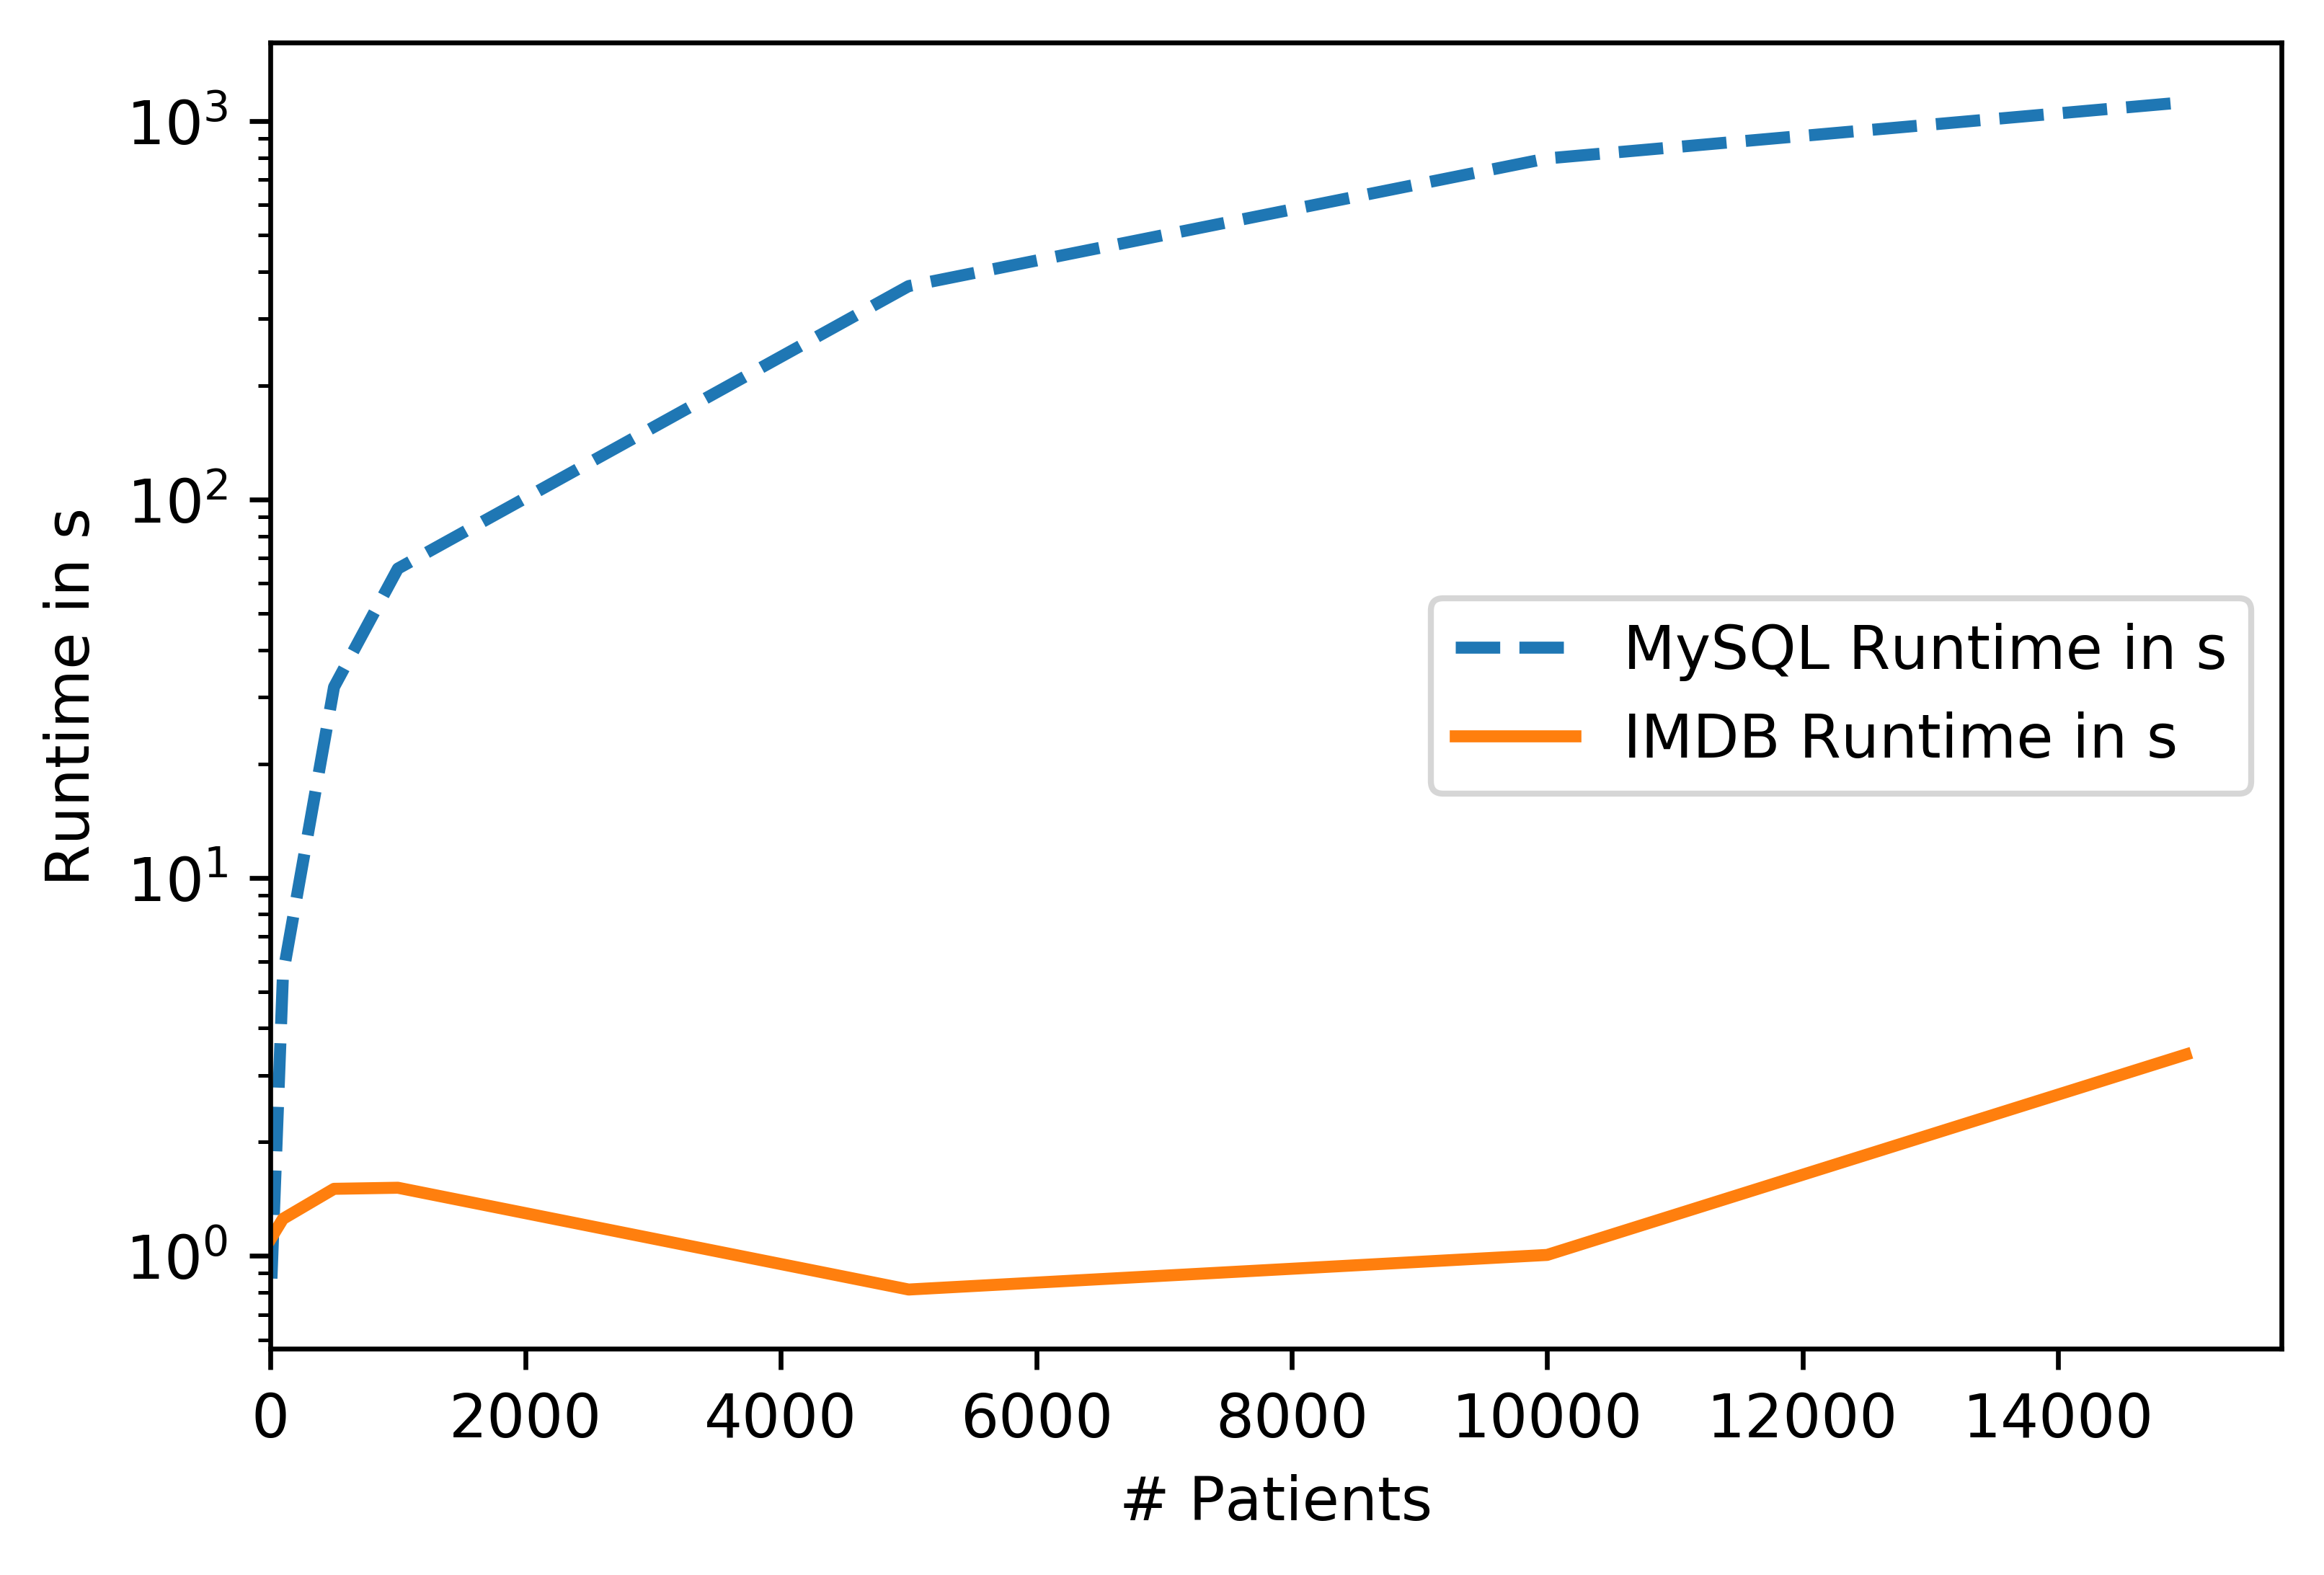 10³
10²
10¹
10⁰
Runtime in s
MySQL Runtime in s
IMDB Runtime in s
0 2000 4000 6000 8000 10000 12000 14000
# Patients